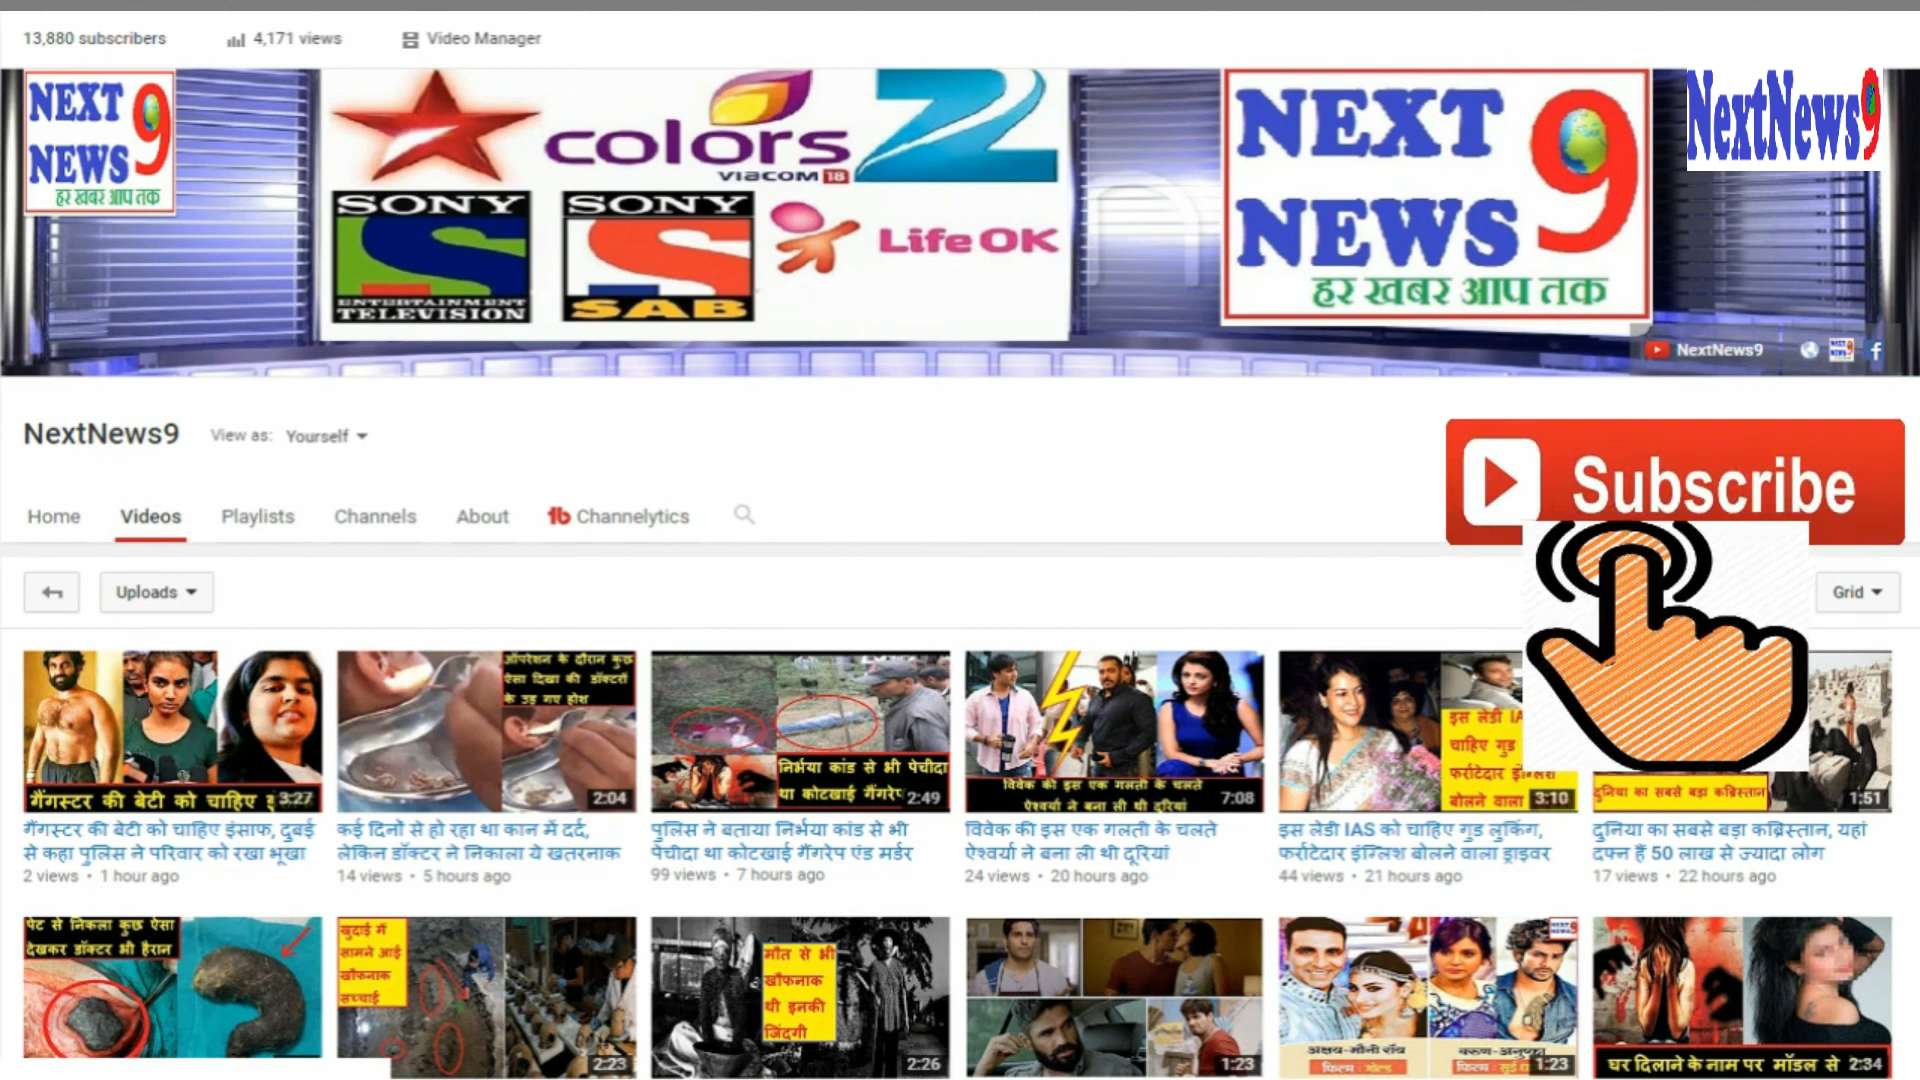 13,880 subscribers
4,171 views
Video Manager
NEXT
NEWS 9
हर खबर आप तक
colors
VIACOM 18
SONY
ENTERTAINMENT
TELEVISION
SONY
SAB
Life OK
NEXT
NEWS 9
हर खबर आप तक
NextNews9
NextNews9
NextNews9
View as: Yourself
Subscribe
Home
Videos
Playlists
Channels
About
Channelytics
Uploads
Grid
गैंगस्टर की बेटी को चाहिए
3:27
ऑपरेशन के दौरान कुछ
ऐसा दिखा की डॉक्टरों
के उड़ गए होश
2:04
निर्भया कांड से भी पेचीदा
था कोटखाई गैंगरेप
2:49
विवेक की इस एक गलती के चलते
ऐश्वर्या ने बना ली थी दूरियां
7:08
इस लेडी IA
चाहिए गुड
फर्राटेदार इंग्लिश
बोलने वाला
3:10
दुनिया का सबसे बड़ा कब्रिस्तान
1:51
गैंगस्टर की बेटी को चाहिए इंसाफ, दुबई
से कहा पुलिस ने परिवार को रखा भूखा
2 views • 1 hour ago
कई दिनों से हो रहा था कान में दर्द,
लेकिन डॉक्टर ने निकाला ये खतरनाक
14 views • 5 hours ago
पुलिस ने बताया निर्भया कांड से भी
पेचीदा था कोटखाई गैंगरेप एंड मर्डर
99 views • 7 hours ago
विवेक की इस एक गलती के चलते
ऐश्वर्या ने बना ली थी दूरियां
24 views • 20 hours ago
इस लेडी IAS को चाहिए गुड लुकिंग,
फर्राटेदार इंग्लिश बोलने वाला ड्राइवर
44 views • 21 hours ago
दुनिया का सबसे बड़ा कब्रिस्तान, यहां
दफ्न हैं 50 लाख से ज्यादा लोग
17 views • 22 hours ago
पेट से निकला कुछ ऐसा
देखकर डॉक्टर भी हैरान
खुदाई में
सामने आई
खौफनाक
सच्चाई
2:23
मौत से भी
खौफनाक
थी इनकी
जिंदगी
2:26
1:23
अक्षय-मौनी रॉय
फिल्म : गोल्ड
वरुण-अनुष्का
फिल्म : सुई
1:23
घर दिलाने के नाम पर मॉडल से
2:34